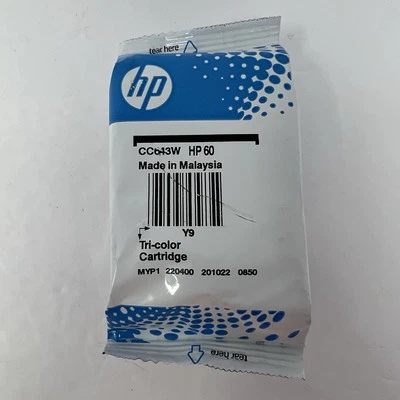 tear here
hp
CC643W HP 60
Made in Malaysia
Y9
Tri-color
Cartridge
MYP1 220400 201022 0850
tear here